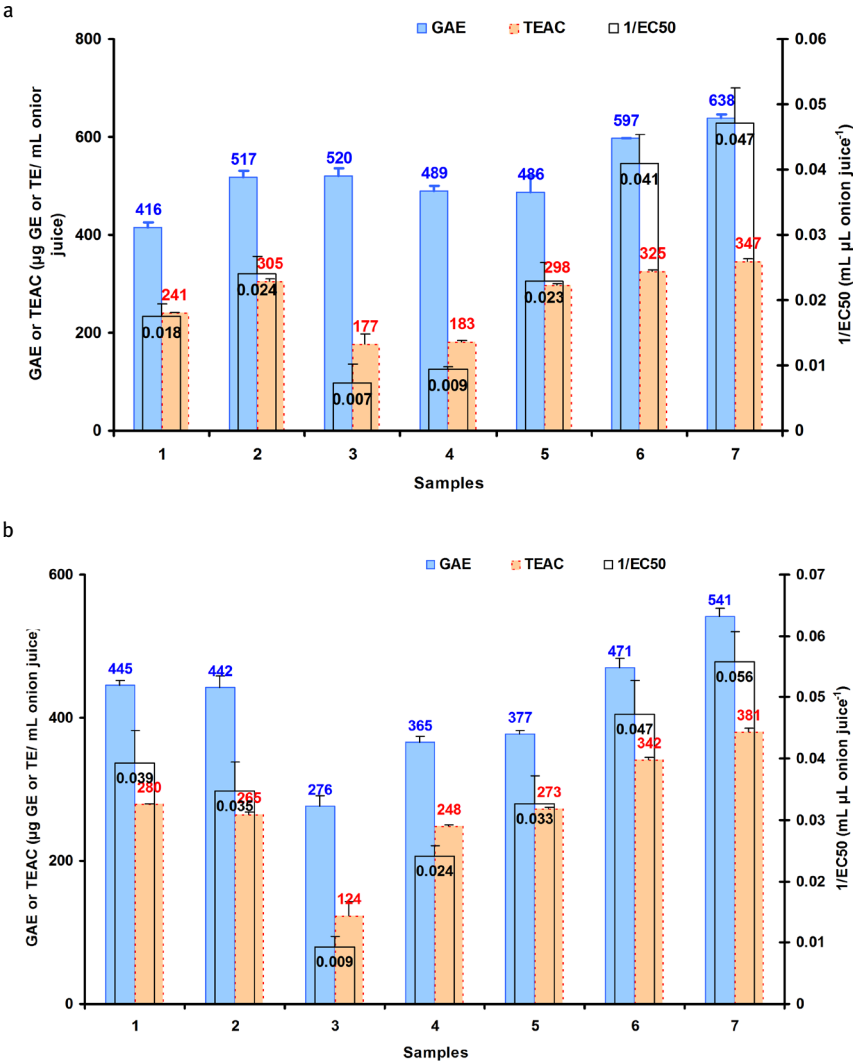 a
GAE TEAC 1/EC50
800
600
400
200
0
GAE or TEAC (µg GE or TE/ mL onior
juice)
416 517 520 489 486 597 638
241 305 177 183 298 325 347
0.018 0.024 0.007 0.009 0.023 0.041 0.047
0.06
0.05
0.04
0.03
0.02
0.01
0
1/EC50 (mL µL onion juice-1)
1 2 3 4 5 6 7
Samples
b
GAE TEAC 1/EC50
600
400
200
0
GAE or TEAC (µg GE or TE/ mL onion juice)
445 442 276 365 377 471 541
280 265 124 248 273 342 381
0.039 0.035 0.009 0.024 0.033 0.047 0.056
0.07
0.06
0.05
0.04
0.03
0.02
0.01
0
1/EC50 (mL µL onion juice-1)
1 2 3 4 5 6 7
Samples